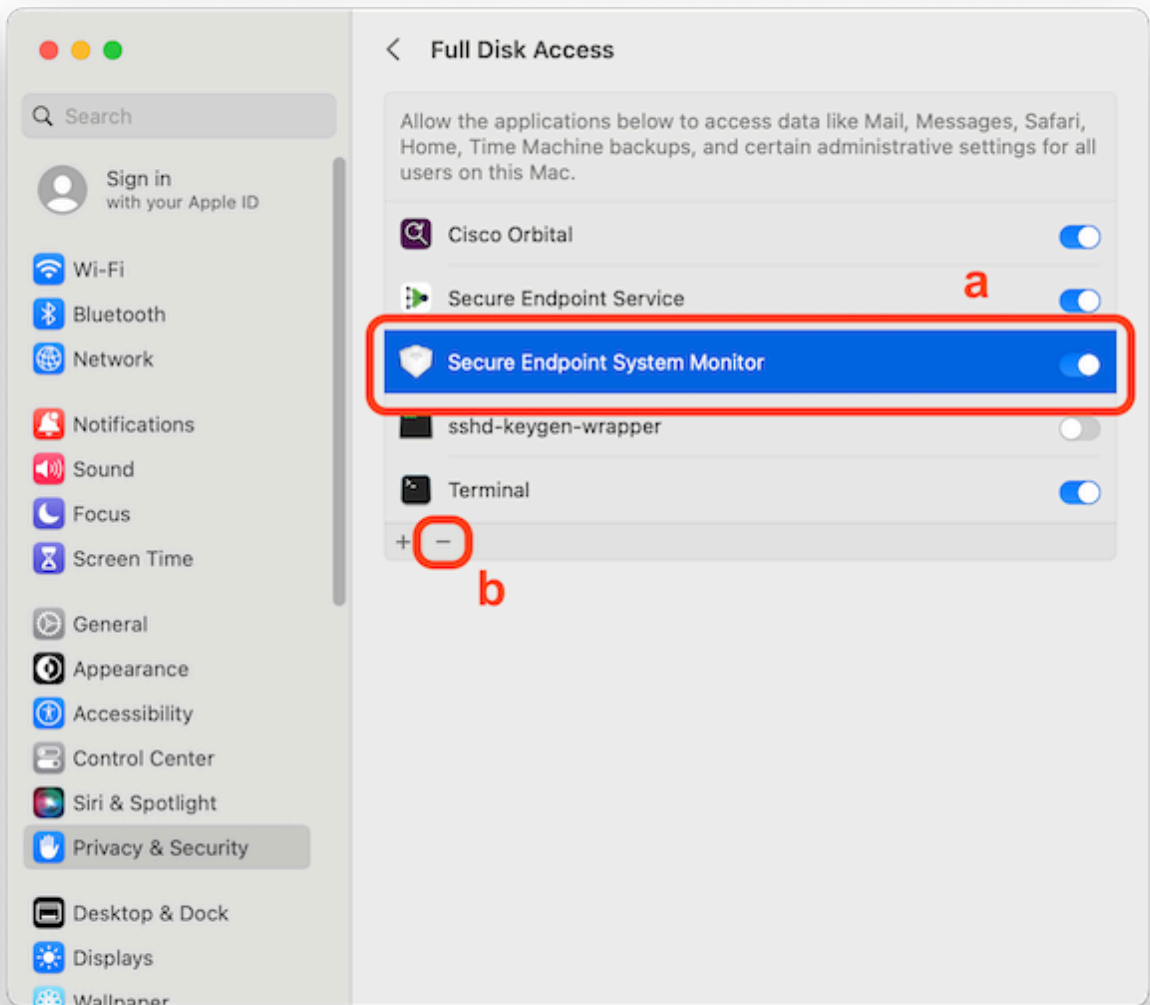 Full Disk Access
Search
Sign in
with your Apple ID
Wi-Fi
Bluetooth
Network
Notifications
Sound
Focus
Screen Time
General
Appearance
Accessibility
Control Center
Siri & Spotlight
Privacy & Security
Desktop & Dock
Displays
Wallpaper
Allow the applications below to access data like Mail, Messages, Safari,
Home, Time Machine backups, and certain administrative settings for all
users on this Mac.
Cisco Orbital
a
Secure Endpoint Service
Secure Endpoint System Monitor
sshd-keygen-wrapper
Terminal
+ −
b